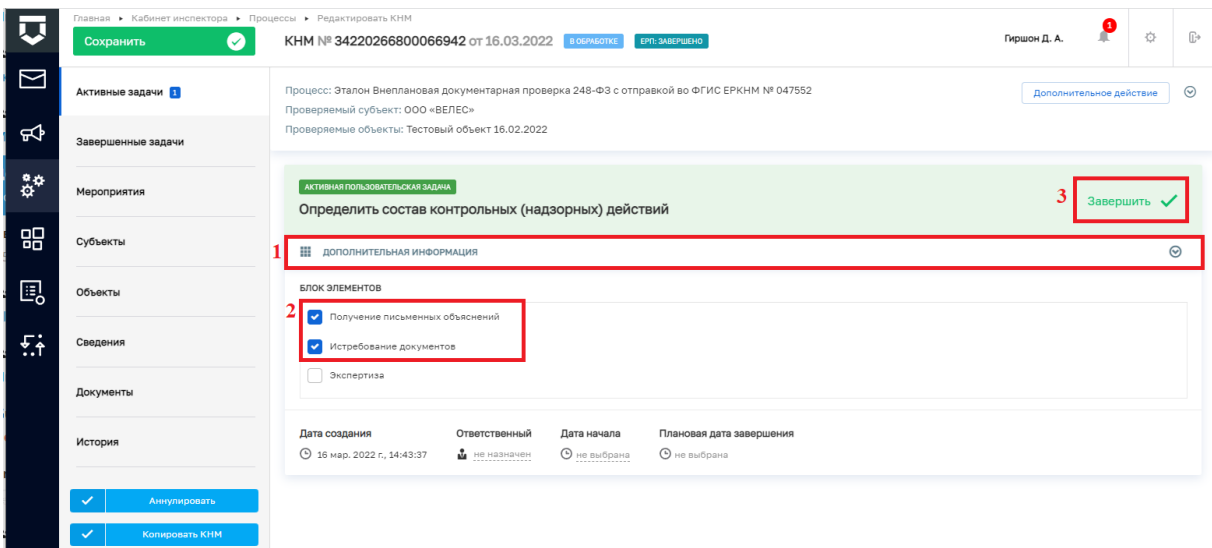 Главная ▸ Кабинет инспектора ▸ Процессы ▸ Редактировать КНМ
Сохранить
КНМ № 34220266800066942 от 16.03.2022 В ОБРАБОТКЕ ЕРП: ЗАВЕРШЕНО
Гиршон Д. А.
1
Активные задачи 1
Завершенные задачи
Мероприятия
Субъекты
Объекты
Сведения
Документы
История
Аннулировать
Копировать КНМ
Процесс: Эталон Внеплановая документарная проверка 248-ФЗ с отправкой во ФГИС ЕРКНМ № 047552
Дополнительное действие
Проверяемый субъект: ООО «ВЕЛЕС»
Проверяемые объекты: Тестовый объект 16.02.2022
АКТИВНАЯ ПОЛЬЗОВАТЕЛЬСКАЯ ЗАДАЧА
Определить состав контрольных (надзорных) действий
3 Завершить
1 ДОПОЛНИТЕЛЬНАЯ ИНФОРМАЦИЯ
БЛОК ЭЛЕМЕНТОВ
2 Получение письменных объяснений
Истребование документов
Экспертиза
Дата создания Ответственный Дата начала Плановая дата завершения
16 мар. 2022 г., 14:43:37 не назначен не выбрана не выбрана